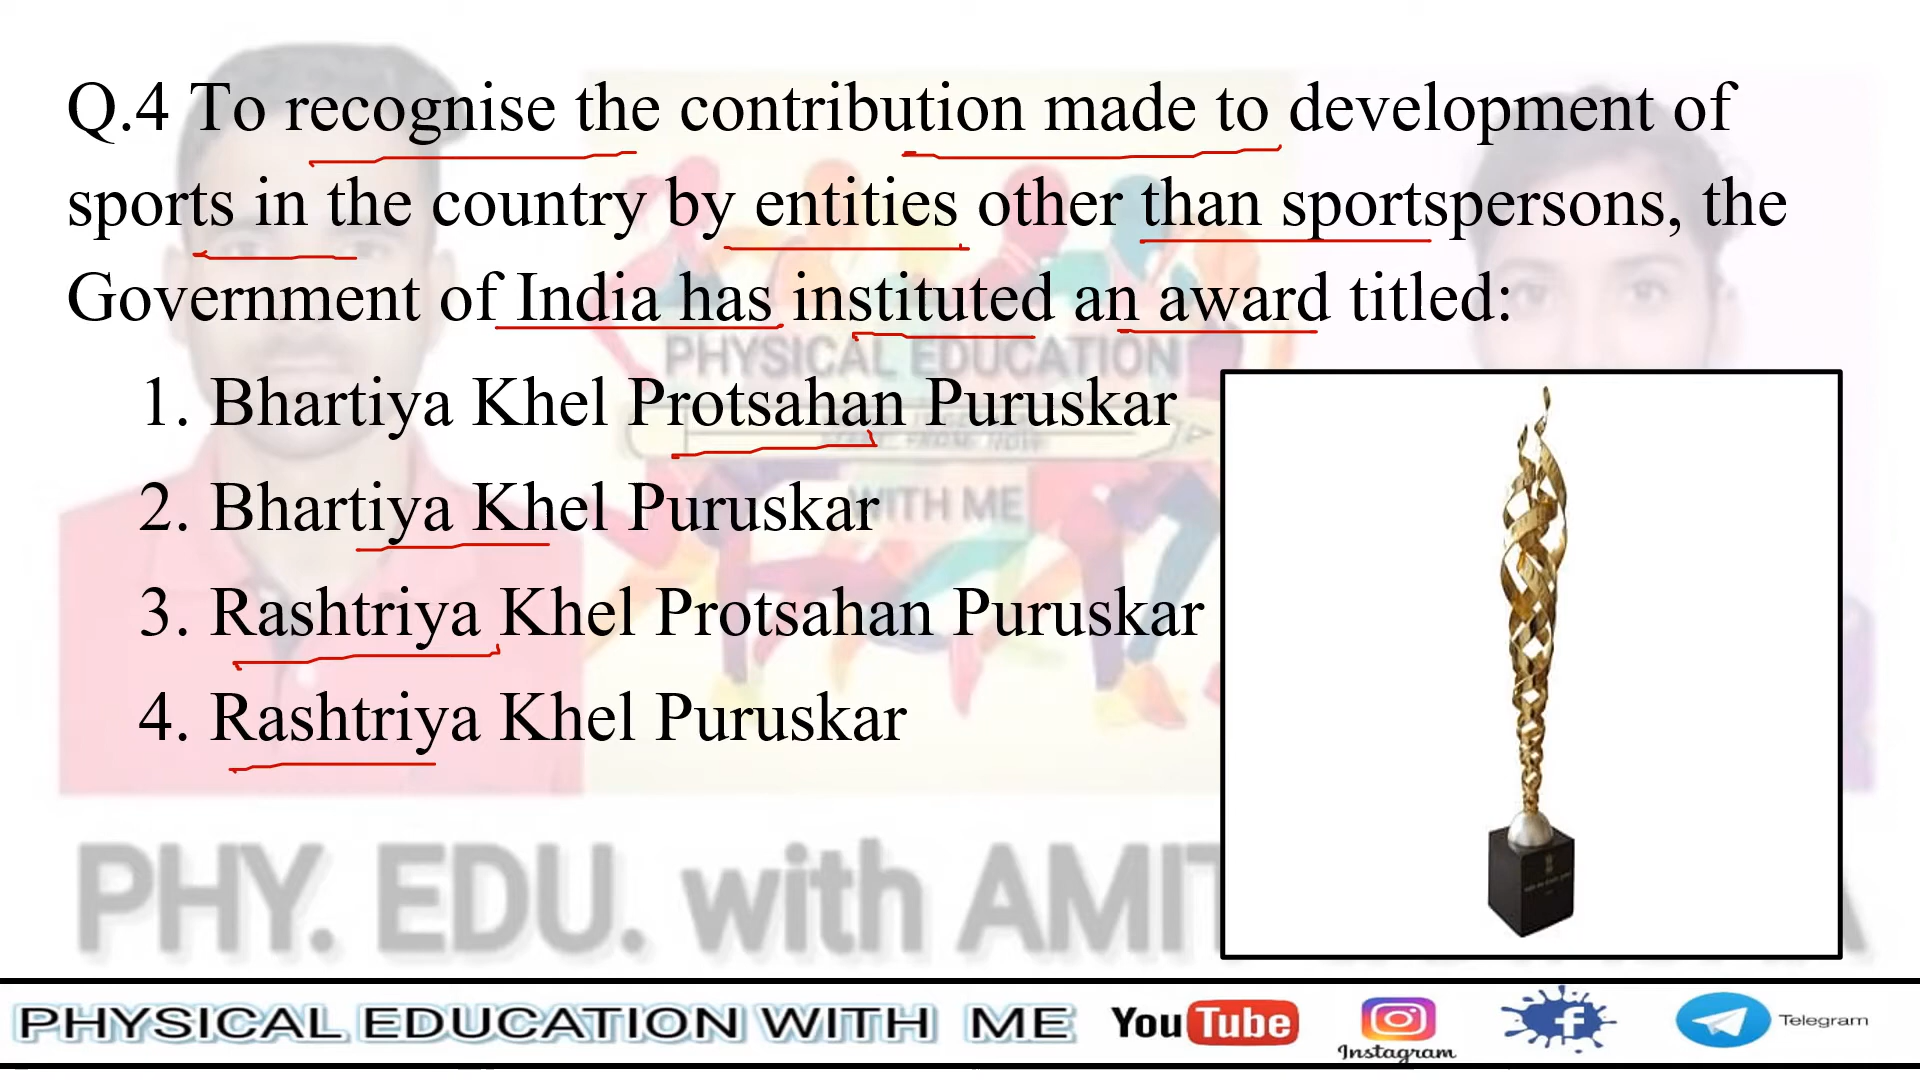 Q.4 To recognise the contribution made to development of
sports in the country by entities other than sportspersons, the
Government of India has instituted an award titled:
PHYSICAL EDUCATION
1. Bhartiya Khel Protsahan Puruskar
WITH ME
2. Bhartiya Khel Puruskar
3. Rashtriya Khel Protsahan Puruskar
4. Rashtriya Khel Puruskar
PHY. EDU. with AMIT
PHYSICAL EDUCATION WITH ME
YouTube
Instagram
Telegram